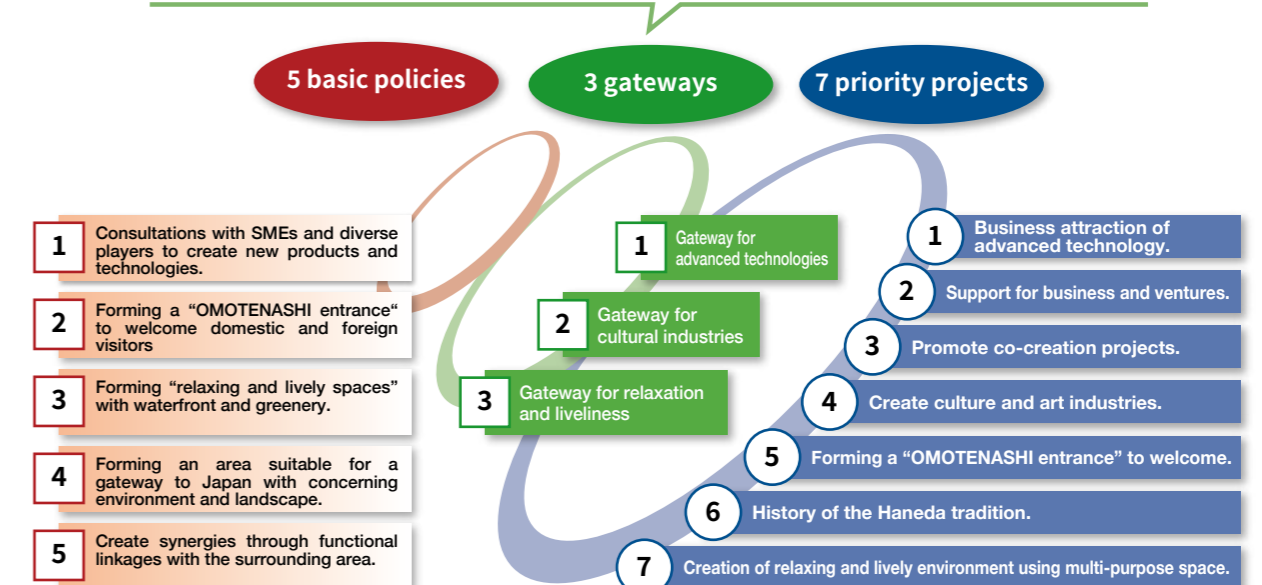 5 basic policies
3 gateways
7 priority projects
1
Consultations with SMEs and diverse
players to create new products and
technologies.
2
Forming a “OMOTENASHI entrance“
to welcome domestic and foreign
visitors
3
Forming “relaxing and lively spaces”
with waterfront and greenery.
4
Forming an area suitable for a
gateway to Japan with concerning
environment and landscape.
5
Create synergies through functional
linkages with the surrounding area.
1
Gateway for
advanced technologies
2
Gateway for
cultural industries
3
Gateway for relaxation
and liveliness
1
Business attraction of
advanced technology.
2
Support for business and ventures.
3
Promote co-creation projects.
4
Create culture and art industries.
5
Forming a “OMOTENASHI entrance” to welcome.
6
History of the Haneda tradition.
7
Creation of relaxing and lively environment using multi-purpose space.